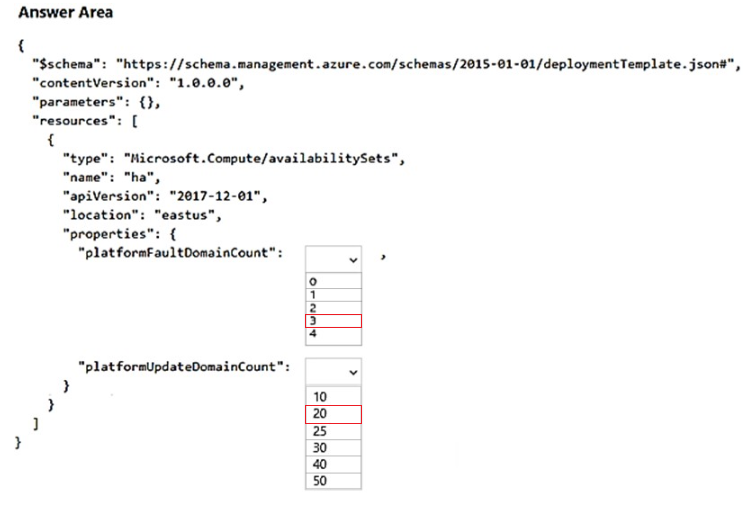 Answer Area
{
"$schema": "https://schema.management.azure.com/schemas/2015-01-01/deploymentTemplate.json#",
"contentVersion": "1.0.0.0",
"parameters": {},
"resources": [
{
"type": "Microsoft.Compute/availabilitySets",
"name": "ha",
"apiVersion": "2017-12-01",
"location": "eastus",
"properties": {
"platformFaultDomainCount": ,
0
1
2
3
4
"platformUpdateDomainCount":
}
10
}
20
]
25
}
30
40
50